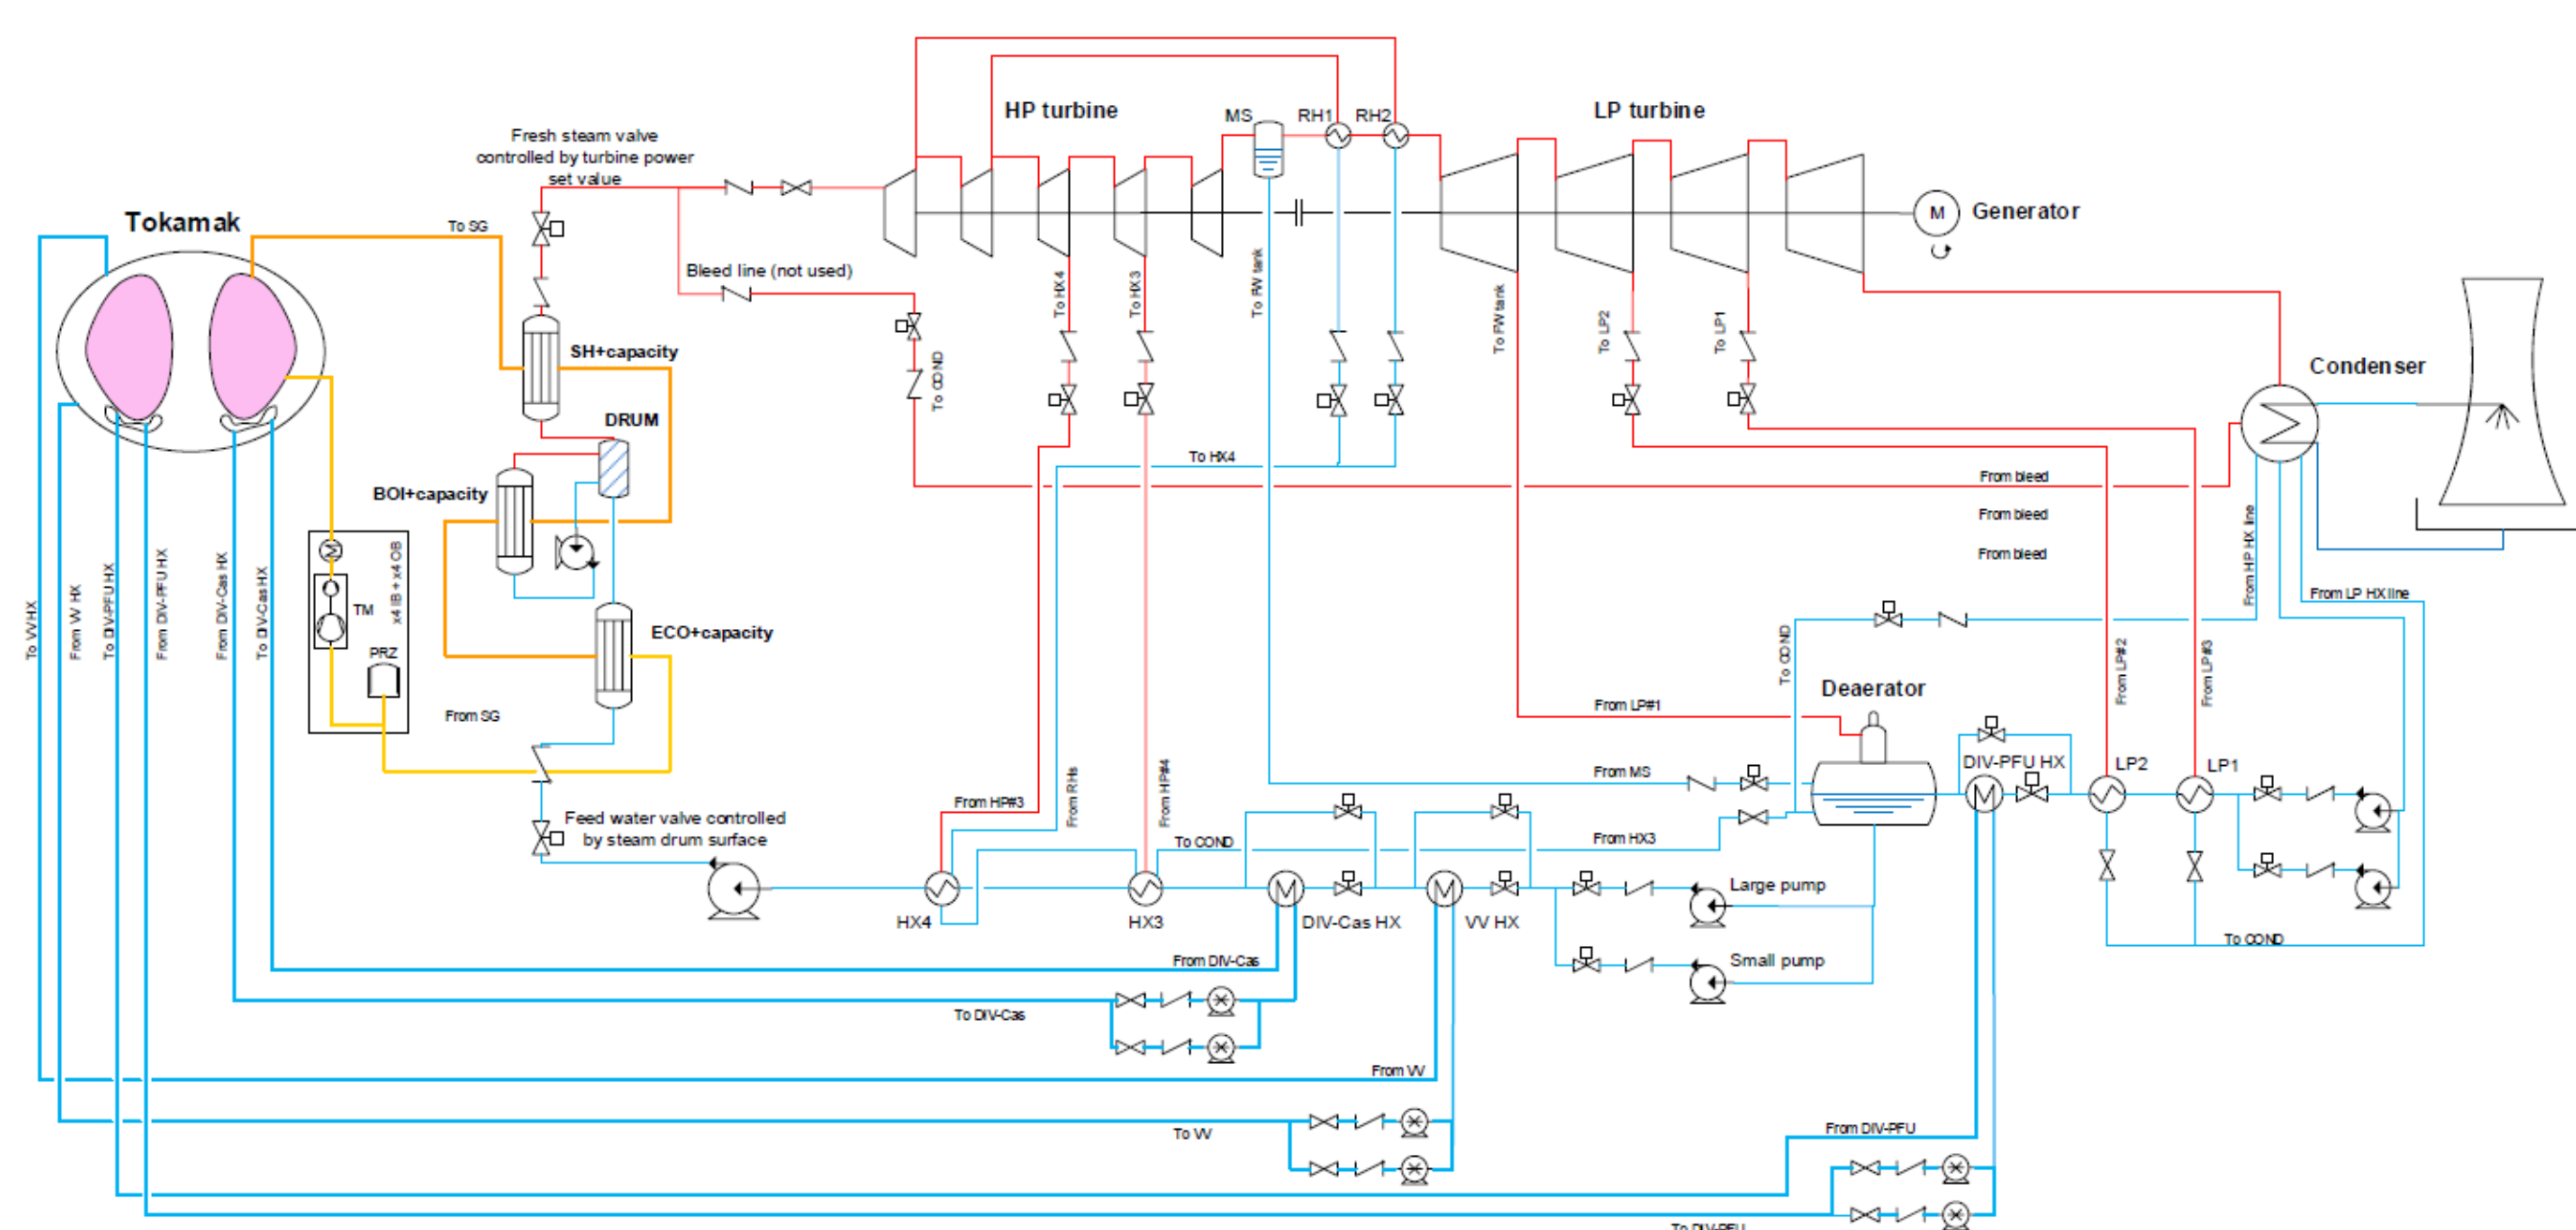 HP turbine
MS
RH1
RH2
LP turbine
Fresh steam valve
controlled by turbine power
set value
Tokamak
To SG
M
Generator
Bleed line (not used)
To HX4
To HX3
To FW tank
To FW tank
To LP2
To LP1
To COND
SH+capacity
Condenser
DRUM
To HX4
From bleed
From bleed
From bleed
BOI+capacity
From HP HX line
From LP HX line
To VV HX
From VV HX
To DIV-PFU HX
From DIV-PFU HX
From DIV-Cas HX
To DIV-Cas HX
M
x4 IB + x4 OB
TM
PRZ
ECO+capacity
To COND
From LP#2
From LP#3
Deaerator
From SG
From LP#1
DIV-PFU HX
LP2
LP1
M
From MS
From RHs
From HP#4
From HP#3
Feed water valve controlled
by steam drum surface
To COND
From HX3
M
M
Large pump
HX4
HX3
DIV-Cas HX
VV HX
To COND
From DIV-Cas
Small pump
To DIV-Cas
From VV
To VV
From DIV-PFU
To DIV-PFU